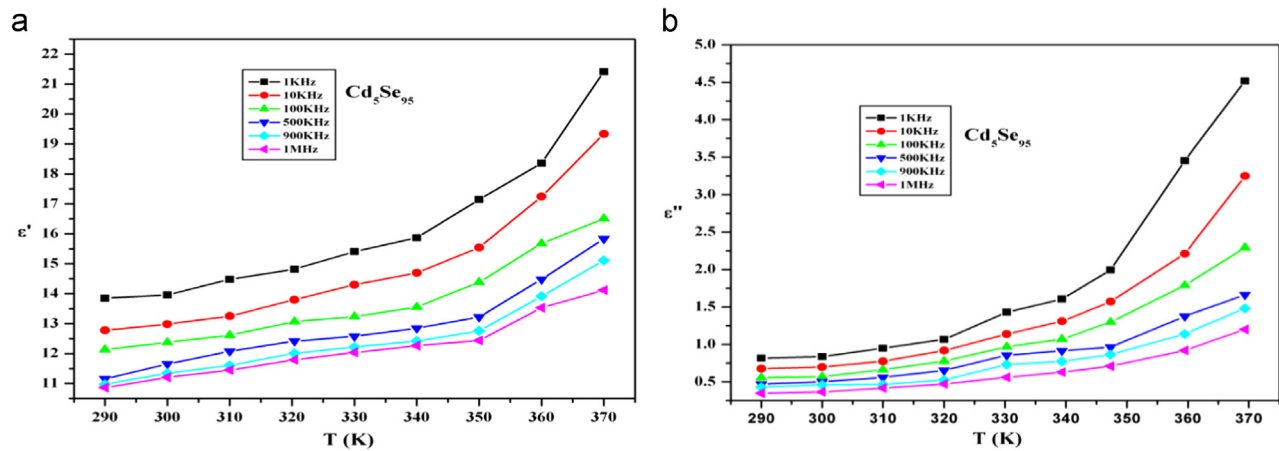 a
22
21
20
19
18
17
16
15
14
13
12
11
ε'
1KHz
10KHz
100KHz
500KHz
900KHz
1MHz
Cd₅Se₉₅
290 300 310 320 330 340 350 360 370
T (K)
b
5.0
4.5
4.0
3.5
3.0
2.5
2.0
1.5
1.0
0.5
ε"
1KHz
10KHz
100KHz
500KHz
900KHz
1MHz
Cd₅Se₉₅
290 300 310 320 330 340 350 360 370
T (K)